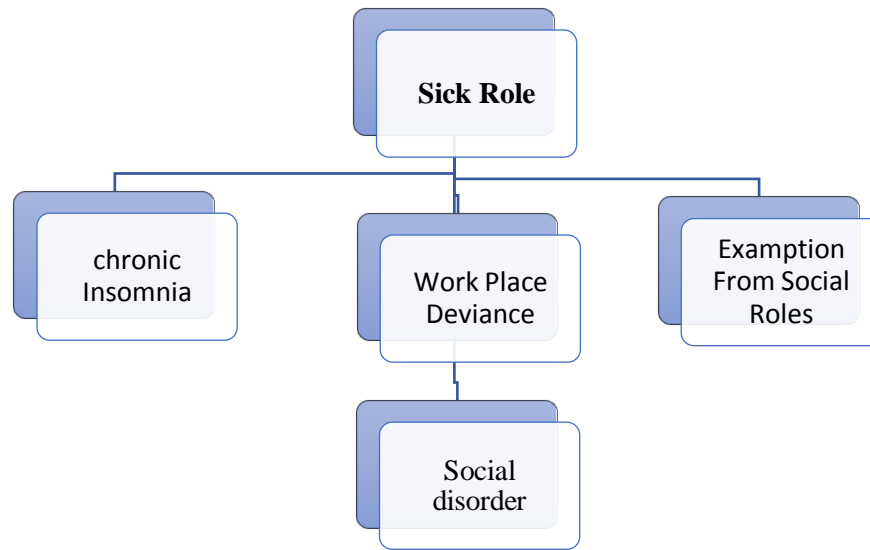 Sick Role
chronic
Insomnia
Work Place
Deviance
Examption
From Social
Roles
Social
disorder